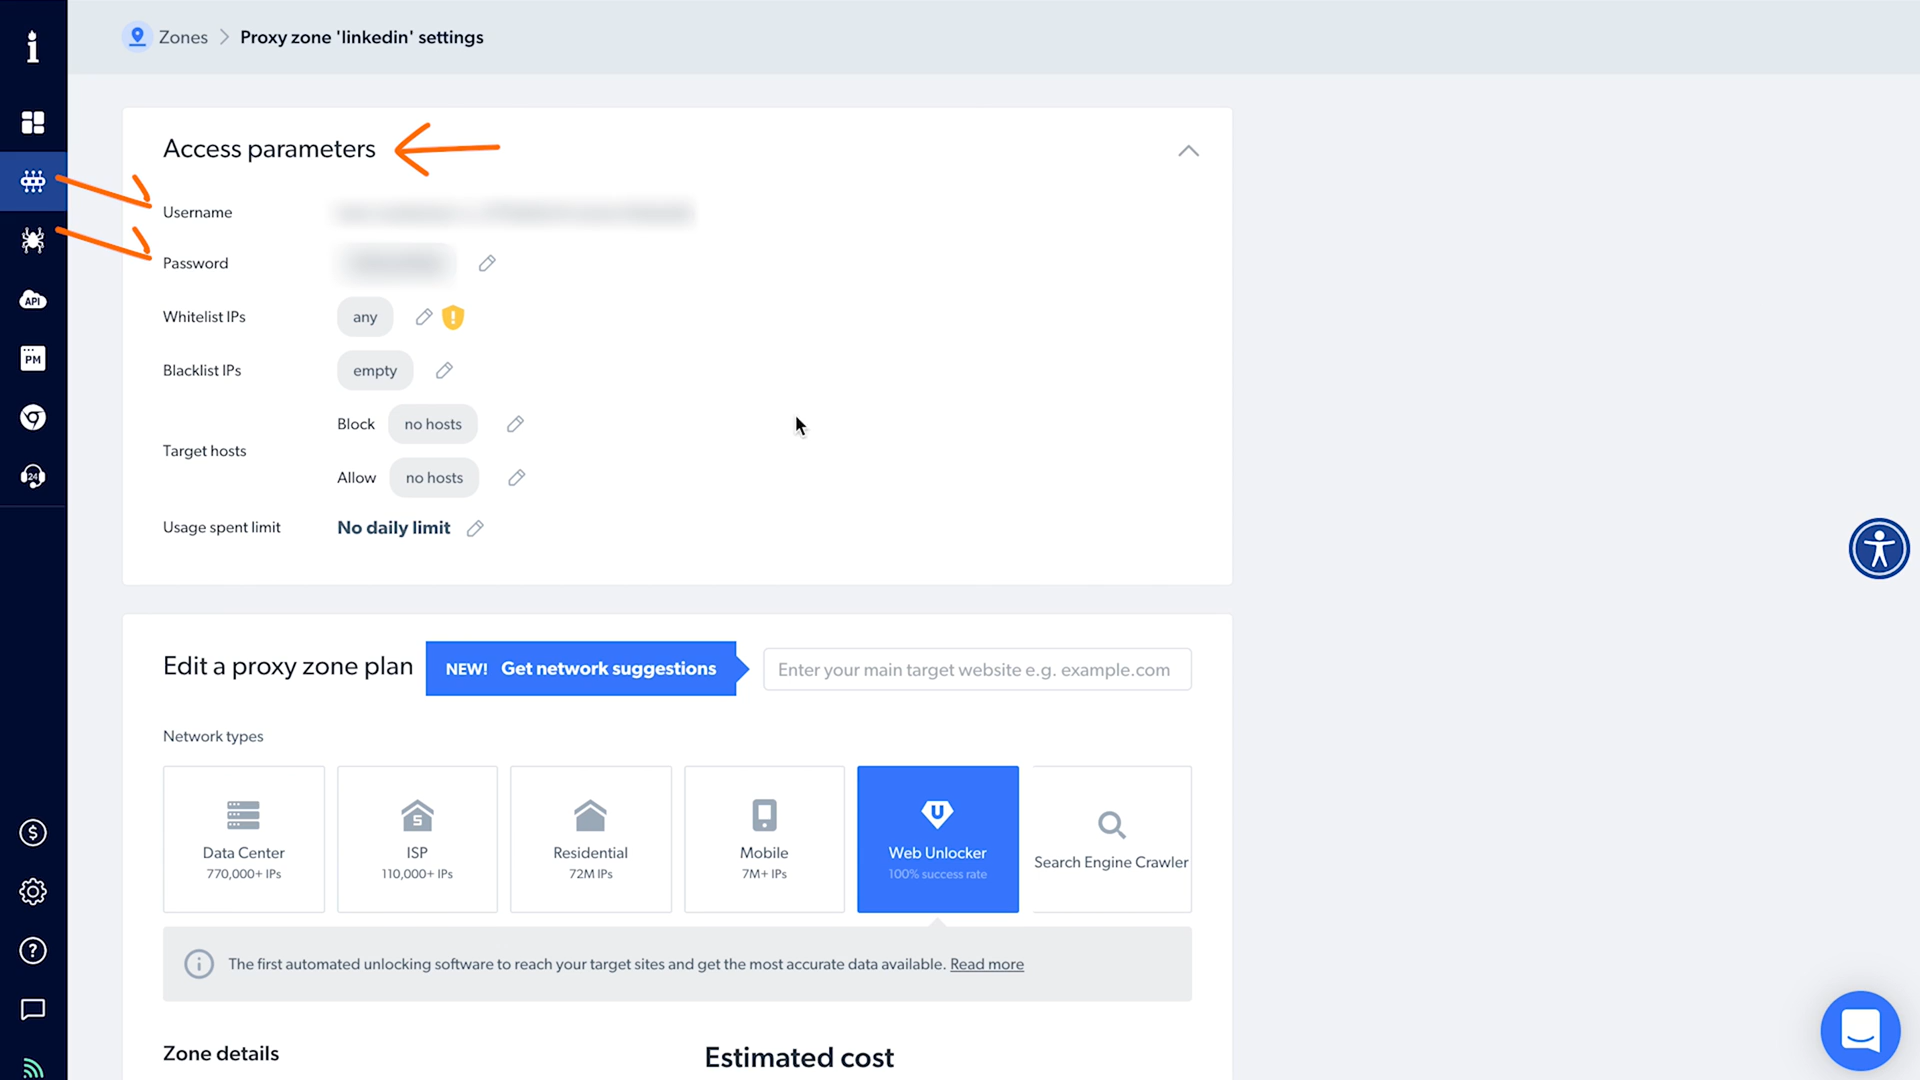 Zones > Proxy zone 'linkedin' settings
Access parameters
Username
Password
Whitelist IPs any
Blacklist IPs empty
Block no hosts
Target hosts
Allow no hosts
Usage spent limit No daily limit
Edit a proxy zone plan NEW! Get network suggestions Enter your main target website e.g. example.com
Network types
Data Center
770,000+ IPs
S
ISP
110,000+ IPs
Residential
72M IPs
Mobile
7M+ IPs
U
Web Unlocker
100% success rate
Search Engine Crawler
The first automated unlocking software to reach your target sites and get the most accurate data available. Read more
Zone details
Estimated cost
i
API
PM
24
$
?